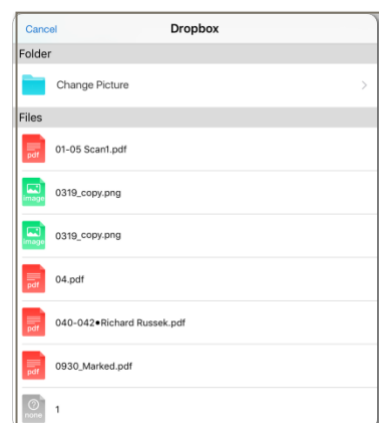 Cancel Dropbox
Folder
Change Picture
Files
pdf 01-05 Scan1.pdf
image 0319_copy.png
image 0319_copy.png
pdf 04.pdf
pdf 040-042●Richard Russek.pdf
pdf 0930_Marked.pdf
none 1